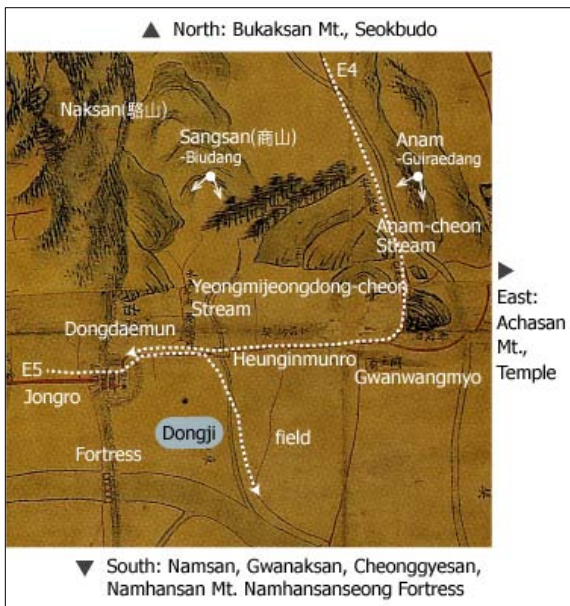 ▲ North: Bukaksan Mt., Seokbudo
E4
Naksan(駱山)
Sangsan(商山)
-Biudang
Anam
-Guiraedang
Anam-cheon
Stream
Yeongmijeongdong-cheon
Stream
▶
East:
Achasan
Mt.,
Temple
Dongdaemun
Heunginmunro
E5
Jongro
Gwanwangmyo
Dongji
field
Fortress
▼ South: Namsan, Gwanaksan, Cheonggyesan,
Namhansan Mt. Namhansanseong Fortress